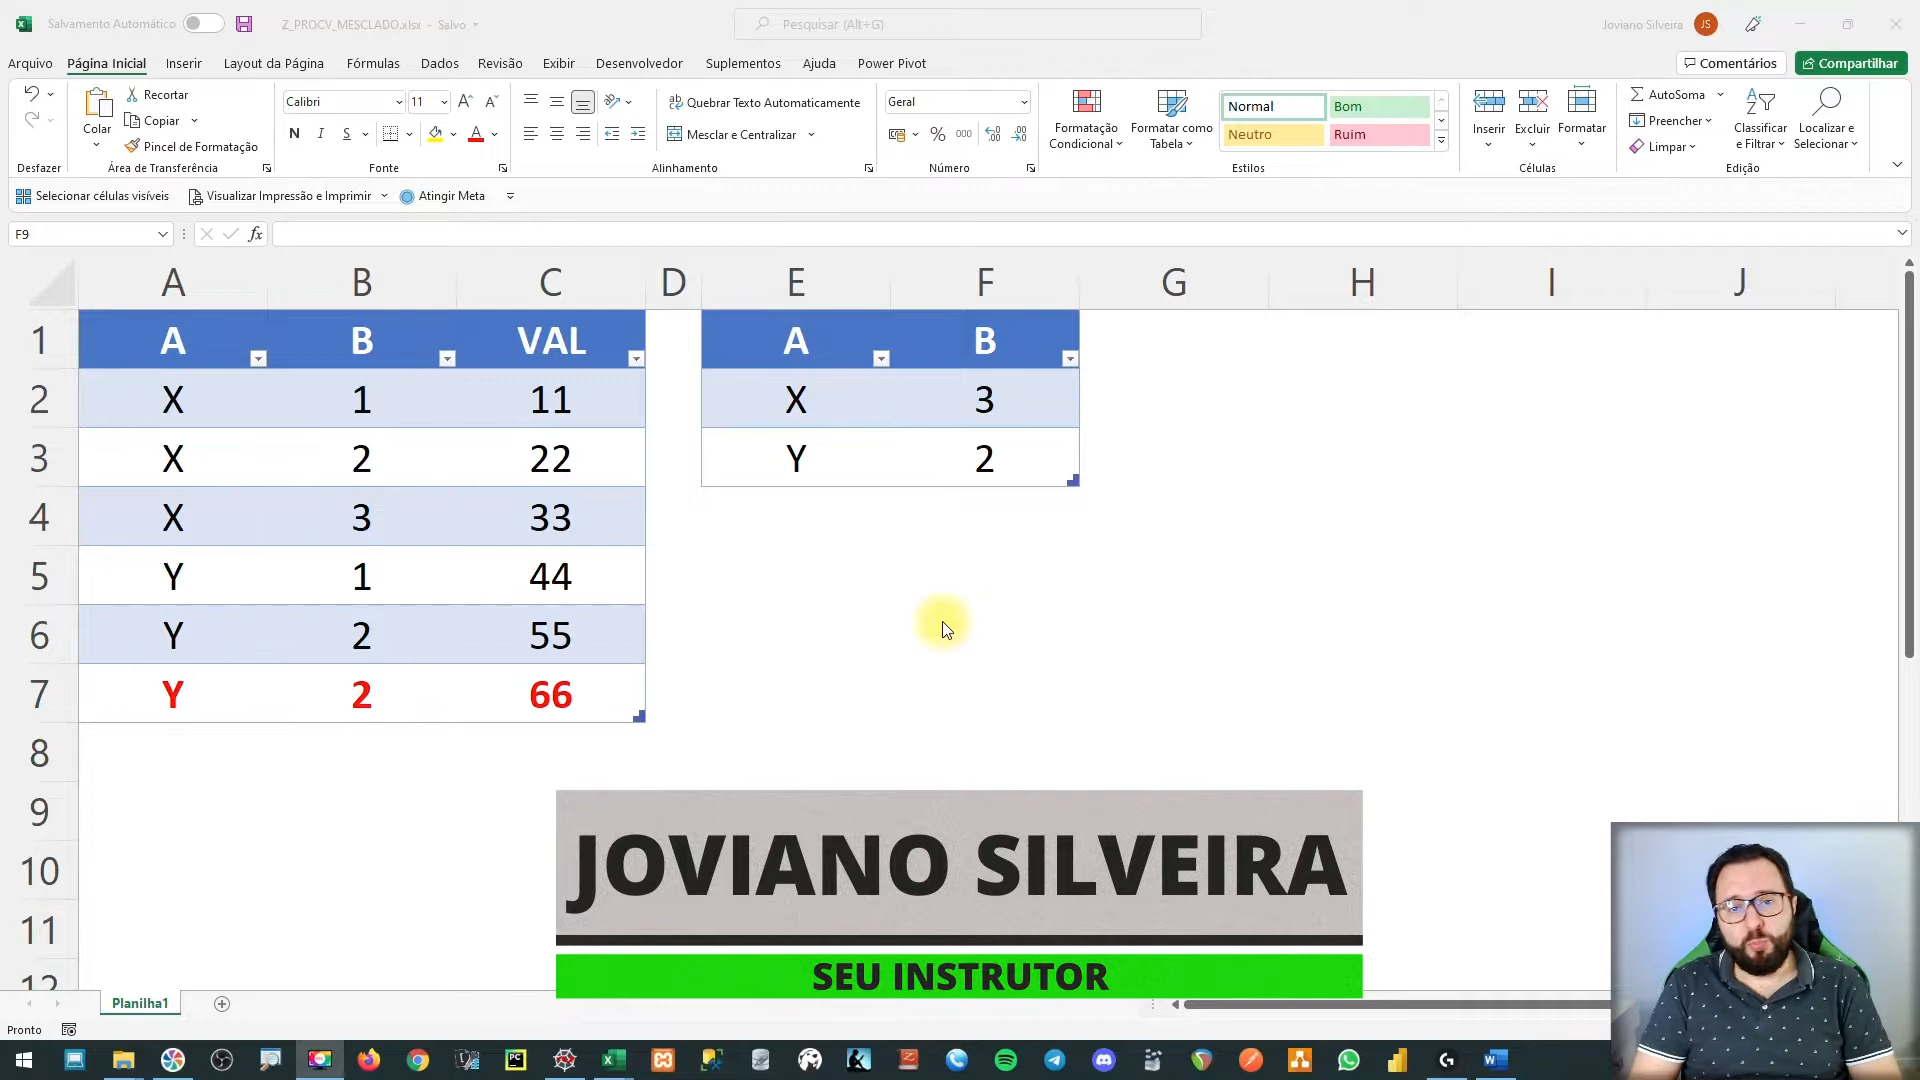 Salvamento Automático
Z_PROCV_MESCLADO.xlsx - Salvo
Pesquisar (Alt+G)
Joviano Silveira
JS
Arquivo Página Inicial Inserir Layout da Página Fórmulas Dados Revisão Exibir Desenvolvedor Suplementos Ajuda Power Pivot
Comentários
Compartilhar
Desfazer
Colar
Recortar
Copiar
Pincel de Formatação
Área de Transferência
Calibri 11
N I S
Fonte
Quebrar Texto Automaticamente
Mesclar e Centralizar
Alinhamento
Geral
% 000
Número
Formatação Condicional
Formatar como Tabela
Normal Bom
Neutro Ruim
Estilos
Inserir Excluir Formatar
Células
AutoSoma
Preencher
Limpar
Classificar e Filtrar
Localizar e Selecionar
Edição
Selecionar células visíveis Visualizar Impressão e Imprimir Atingir Meta
F9
fx
A B C D E F G H I J
1 A B VAL A B
2 X 1 11 X 3
3 X 2 22 Y 2
4 X 3 33
5 Y 1 44
6 Y 2 55
7 Y 2 66
8
9
10
11
12
JOVIANO SILVEIRA
SEU INSTRUTOR
Planilha1
Pronto